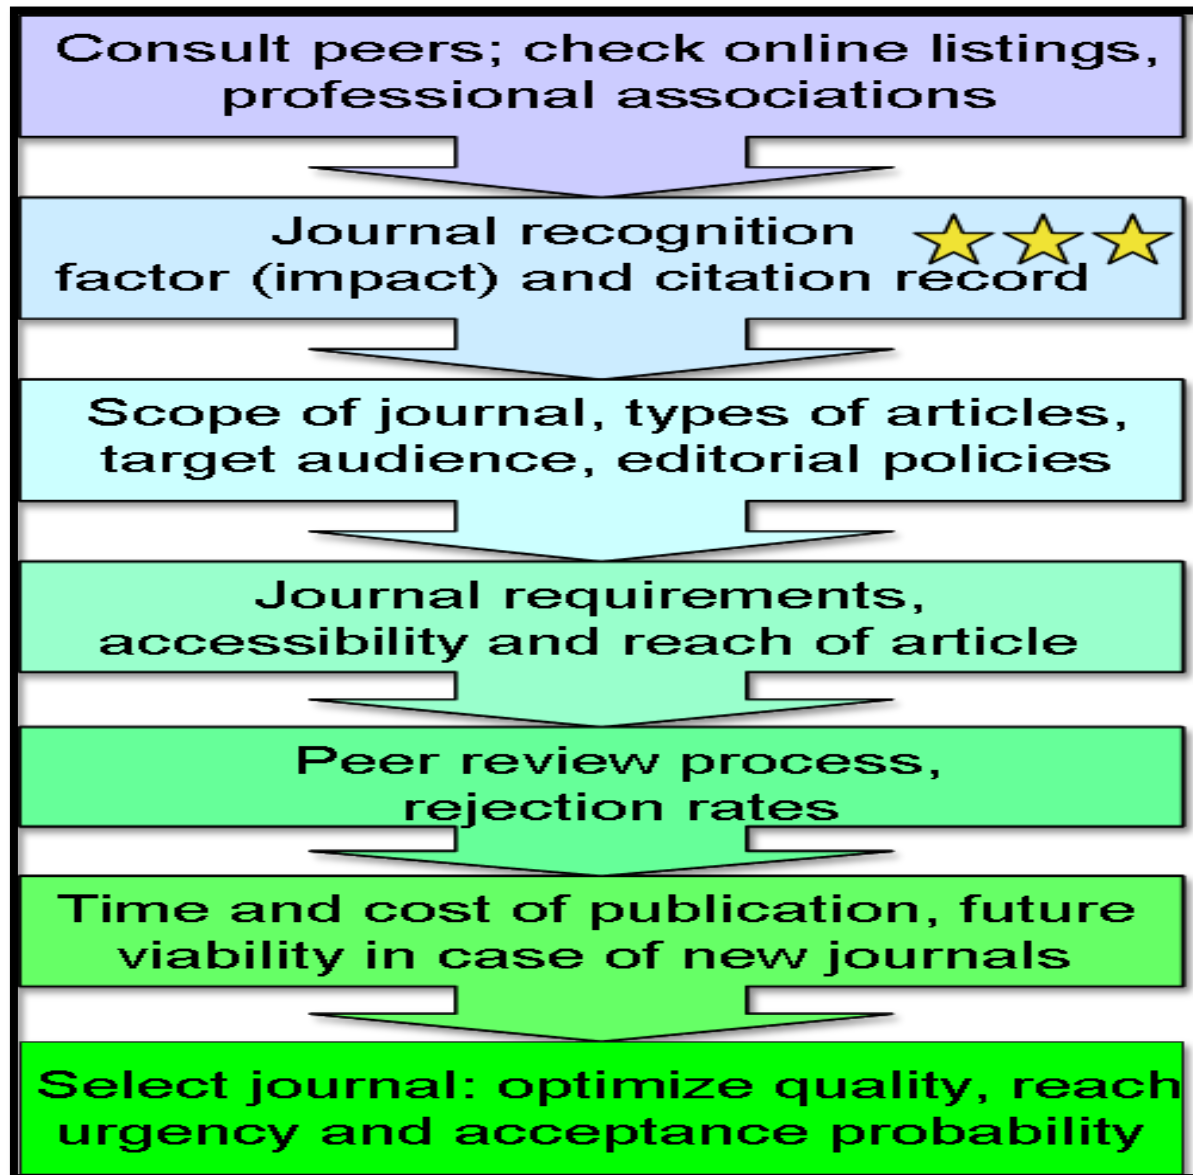 Consult peers; check online listings,
professional associations
Journal recognition
factor (impact) and citation record
Scope of journal, types of articles,
target audience, editorial policies
Journal requirements,
accessibility and reach of article
Peer review process,
rejection rates
Time and cost of publication, future
viability in case of new journals
Select journal: optimize quality, reach
urgency and acceptance probability